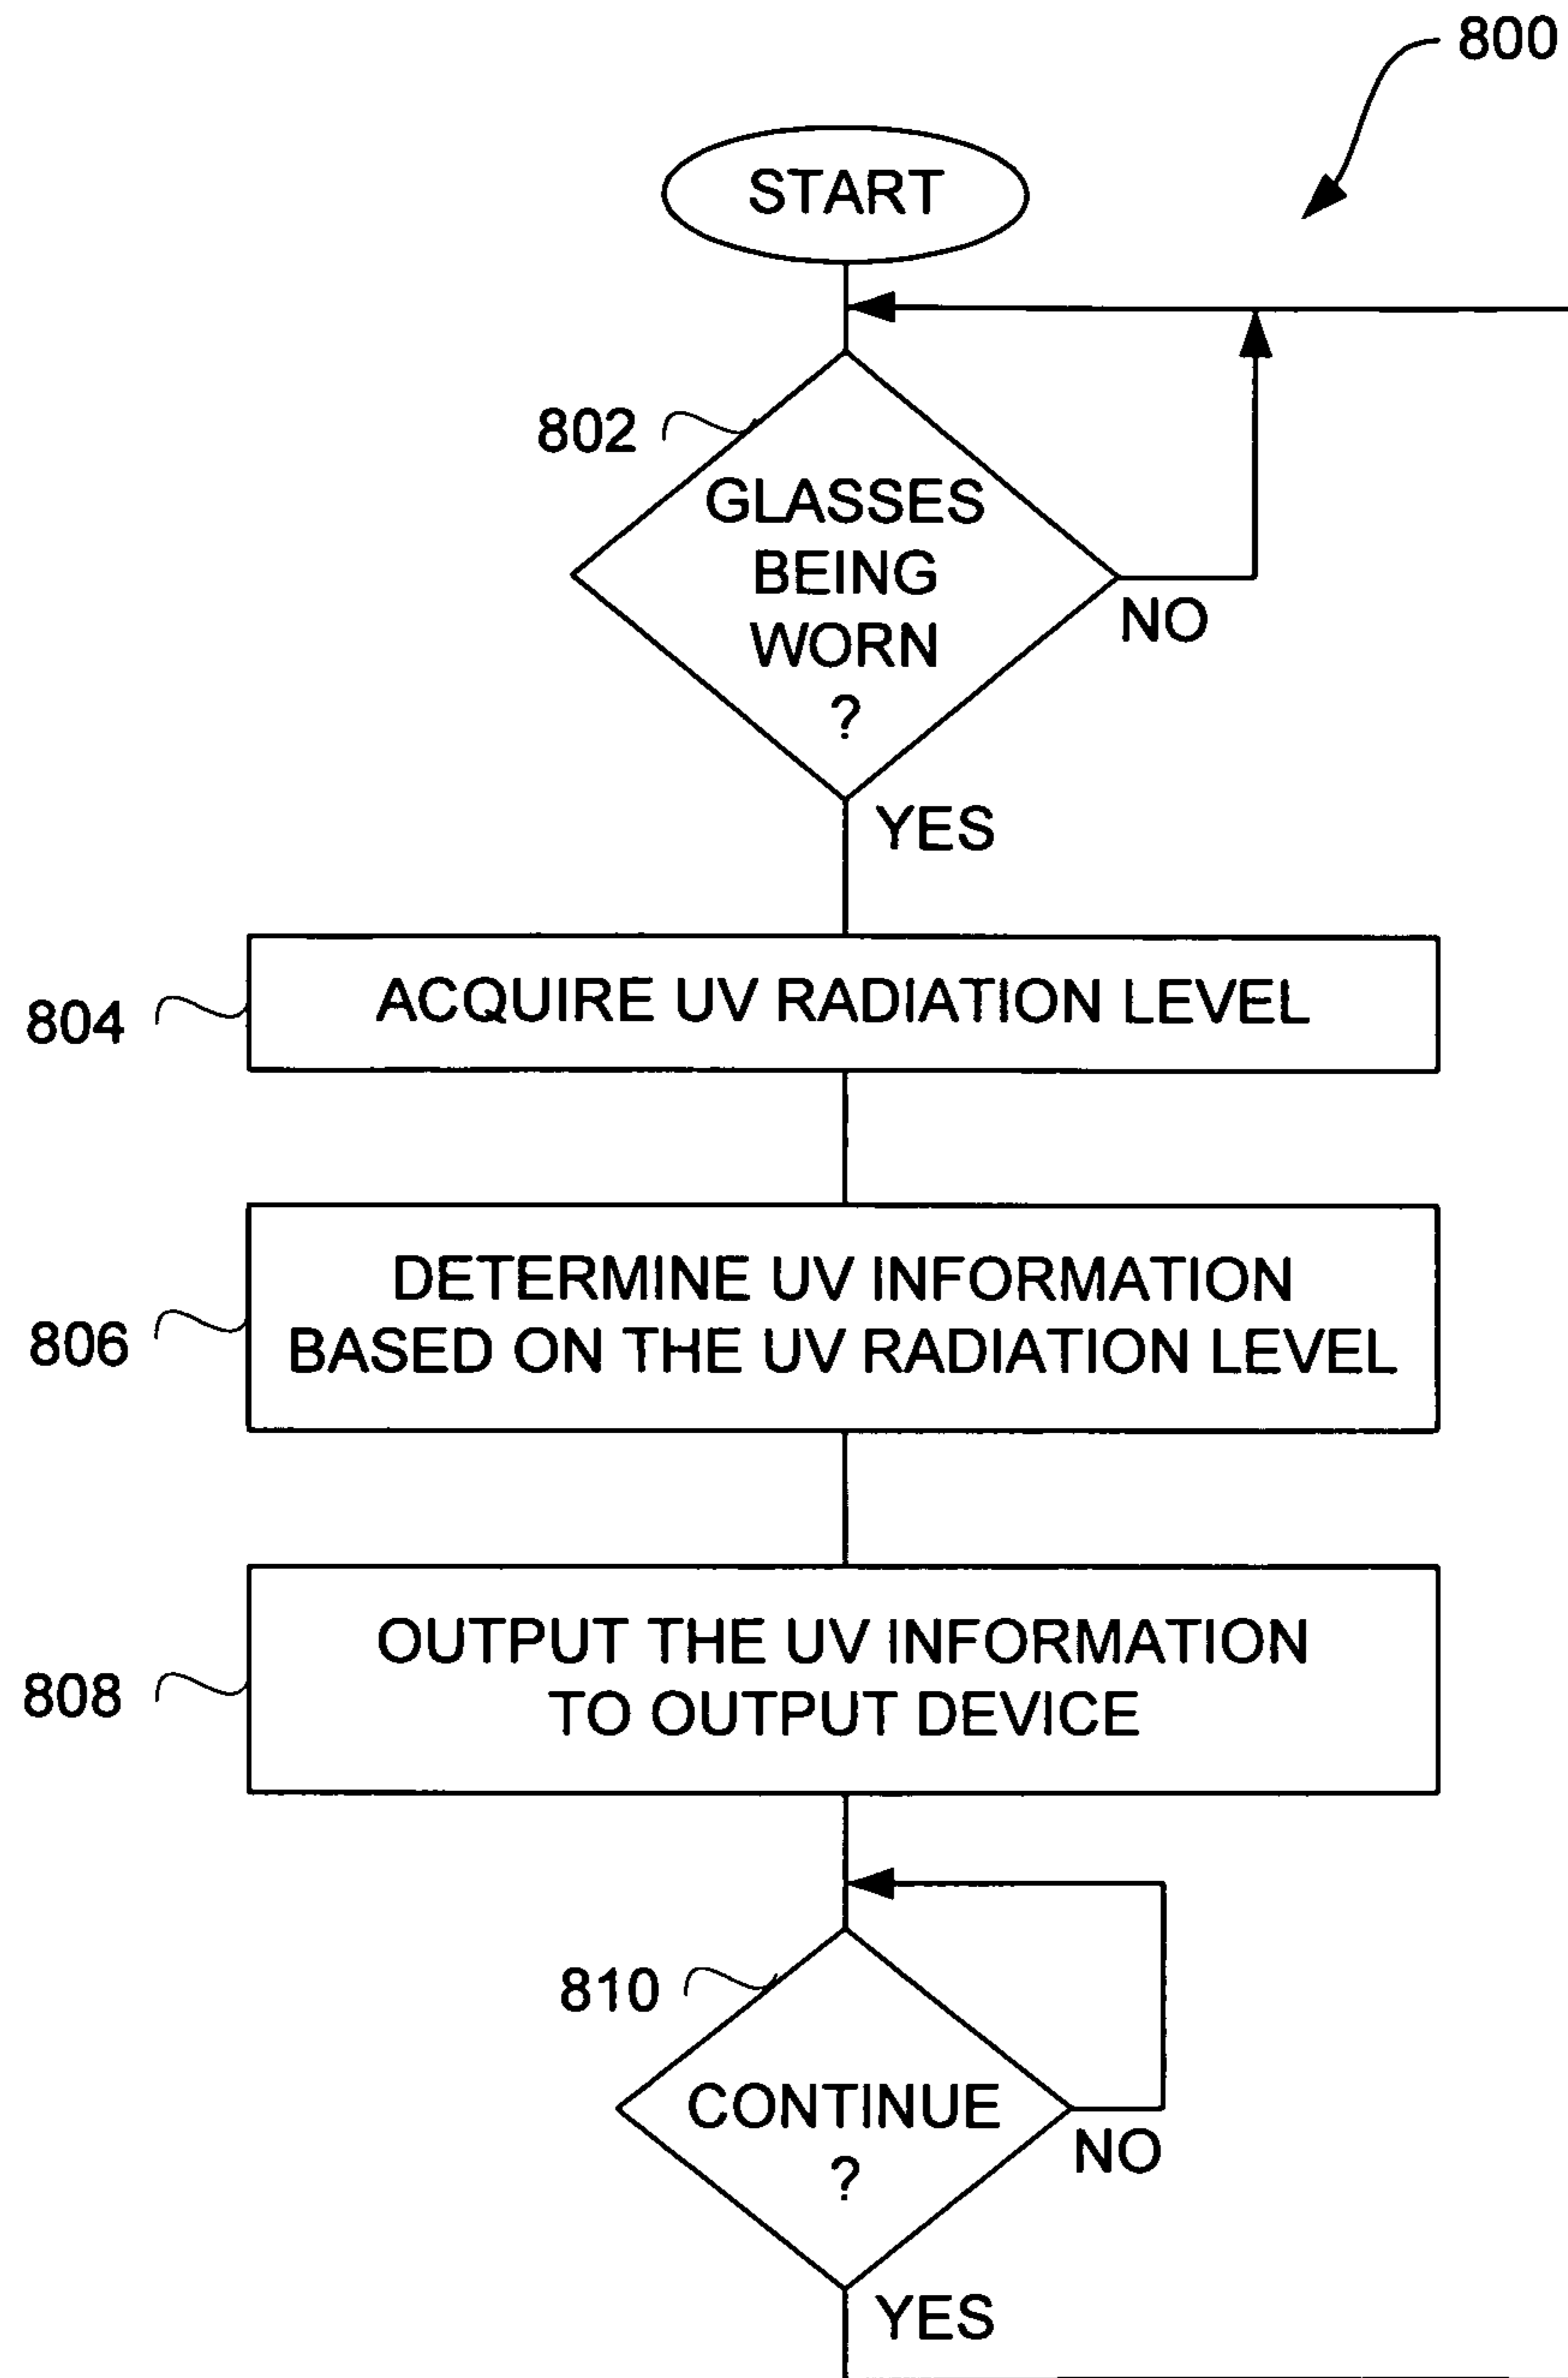 800
START
802
GLASSES
BEING
WORN
?
NO
YES
804
ACQUIRE UV RADIATION LEVEL
806
DETERMINE UV INFORMATION
BASED ON THE UV RADIATION LEVEL
808
OUTPUT THE UV INFORMATION
TO OUTPUT DEVICE
810
CONTINUE
?
NO
YES